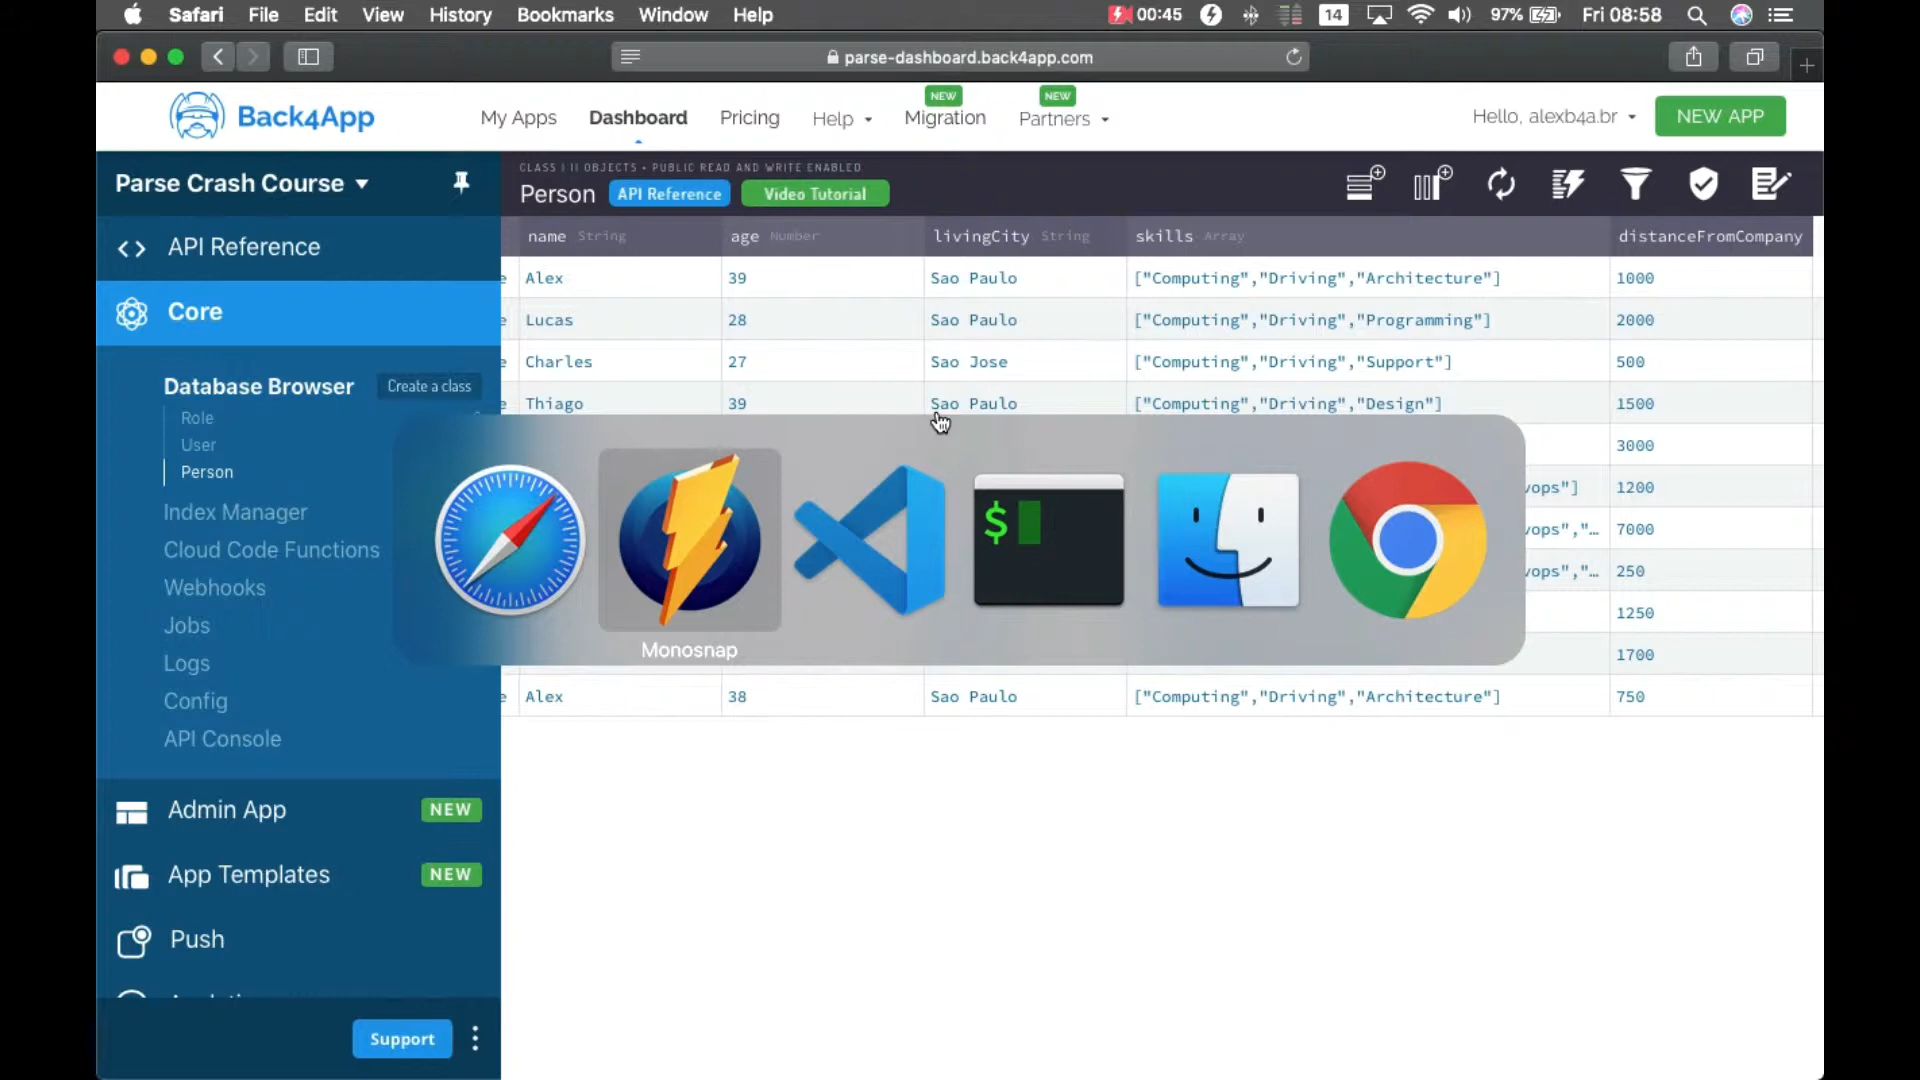 Safari File Edit View History Bookmarks Window Help 00:45 14 97% Fri 08:58
parse-dashboard.back4app.com
Back4App My Apps Dashboard Pricing Help NEW Migration NEW Partners Hello, alexb4a.br NEW APP
Parse Crash Course
CLASS | 11 OBJECTS • PUBLIC READ AND WRITE ENABLED
Person API Reference Video Tutorial
API Reference
Core
Database Browser Create a class
Role
User
Person
Index Manager
Cloud Code Functions
Webhooks
Jobs
Logs
Config
API Console
Admin App NEW
App Templates NEW
Push
Support
name String age Number livingCity String skills Array distanceFromCompany
Alex 39 Sao Paulo ["Computing","Driving","Architecture"] 1000
Lucas 28 Sao Paulo ["Computing","Driving","Programming"] 2000
Charles 27 Sao Jose ["Computing","Driving","Support"] 500
Thiago 39 Sao Paulo ["Computing","Driving","Design"] 1500
3000
vops"] 1200
vops","… 7000
vops","… 250
1250
1700
Alex 38 Sao Paulo ["Computing","Driving","Architecture"] 750
$
Monosnap